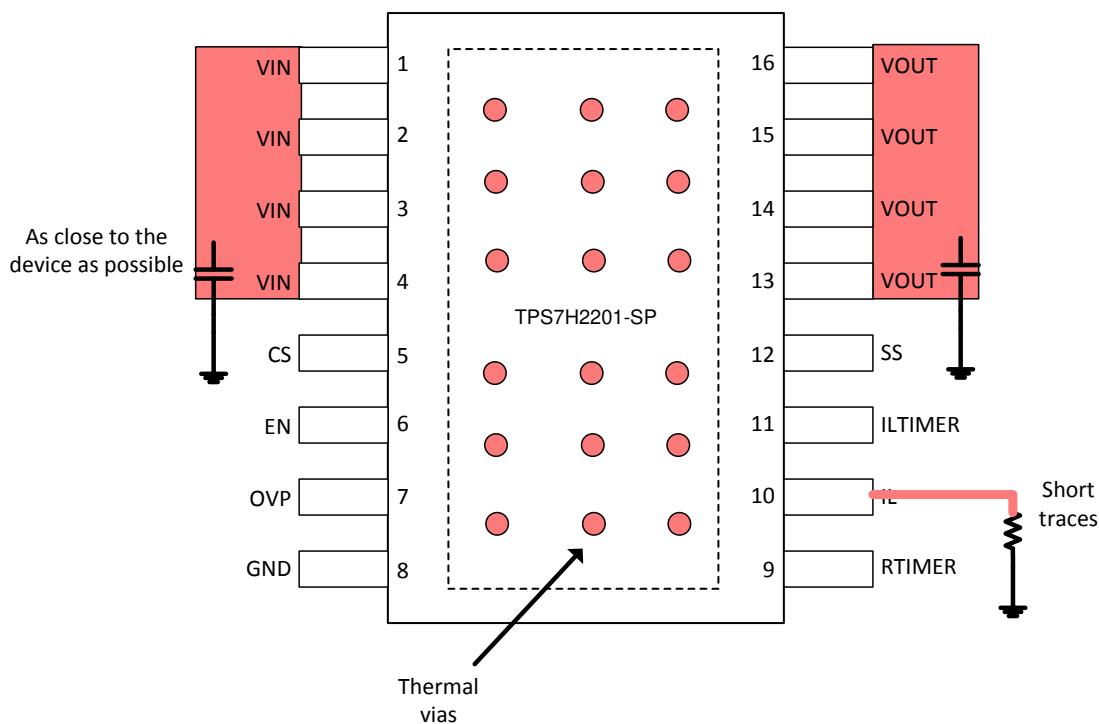 VIN 1
VIN 2
VIN 3
VIN 4
As close to the
device as possible
CS 5
EN 6
OVP 7
GND 8
TPS7H2201-SP
16 VOUT
15 VOUT
14 VOUT
13 VOUT
12 SS
11 ILTIMER
10 IL
9 RTIMER
Short
traces
Thermal
vias